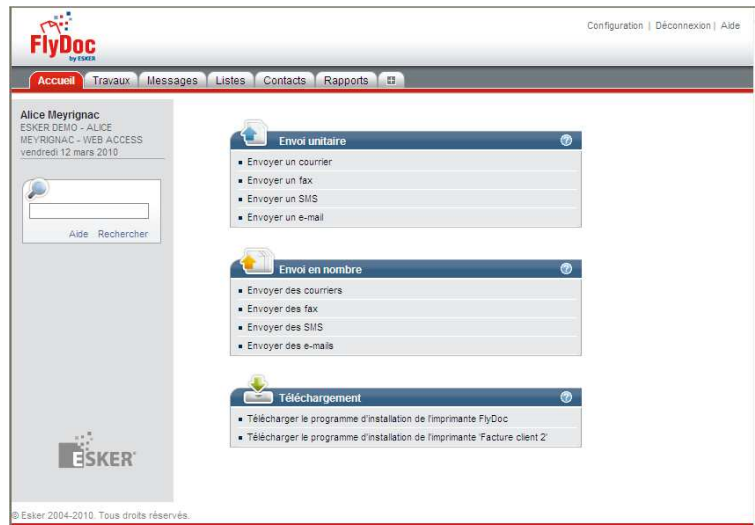 FlyDoc
by ESKER
Configuration | Déconnexion | Aide
Accueil Travaux Messages Listes Contacts Rapports
Alice Meyrignac
ESKER DEMO - ALICE
MEYRIGNAC - WEB ACCESS
vendredi 12 mars 2010
Aide Rechercher
Envoi unitaire
Envoyer un courrier
Envoyer un fax
Envoyer un SMS
Envoyer un e-mail
Envoi en nombre
Envoyer des courriers
Envoyer des fax
Envoyer des SMS
Envoyer des e-mails
Téléchargement
Télécharger le programme d'installation de l'imprimante FlyDoc
Télécharger le programme d'installation de l'imprimante 'Facture client 2'
ESKER
© Esker 2004-2010. Tous droits réservés.